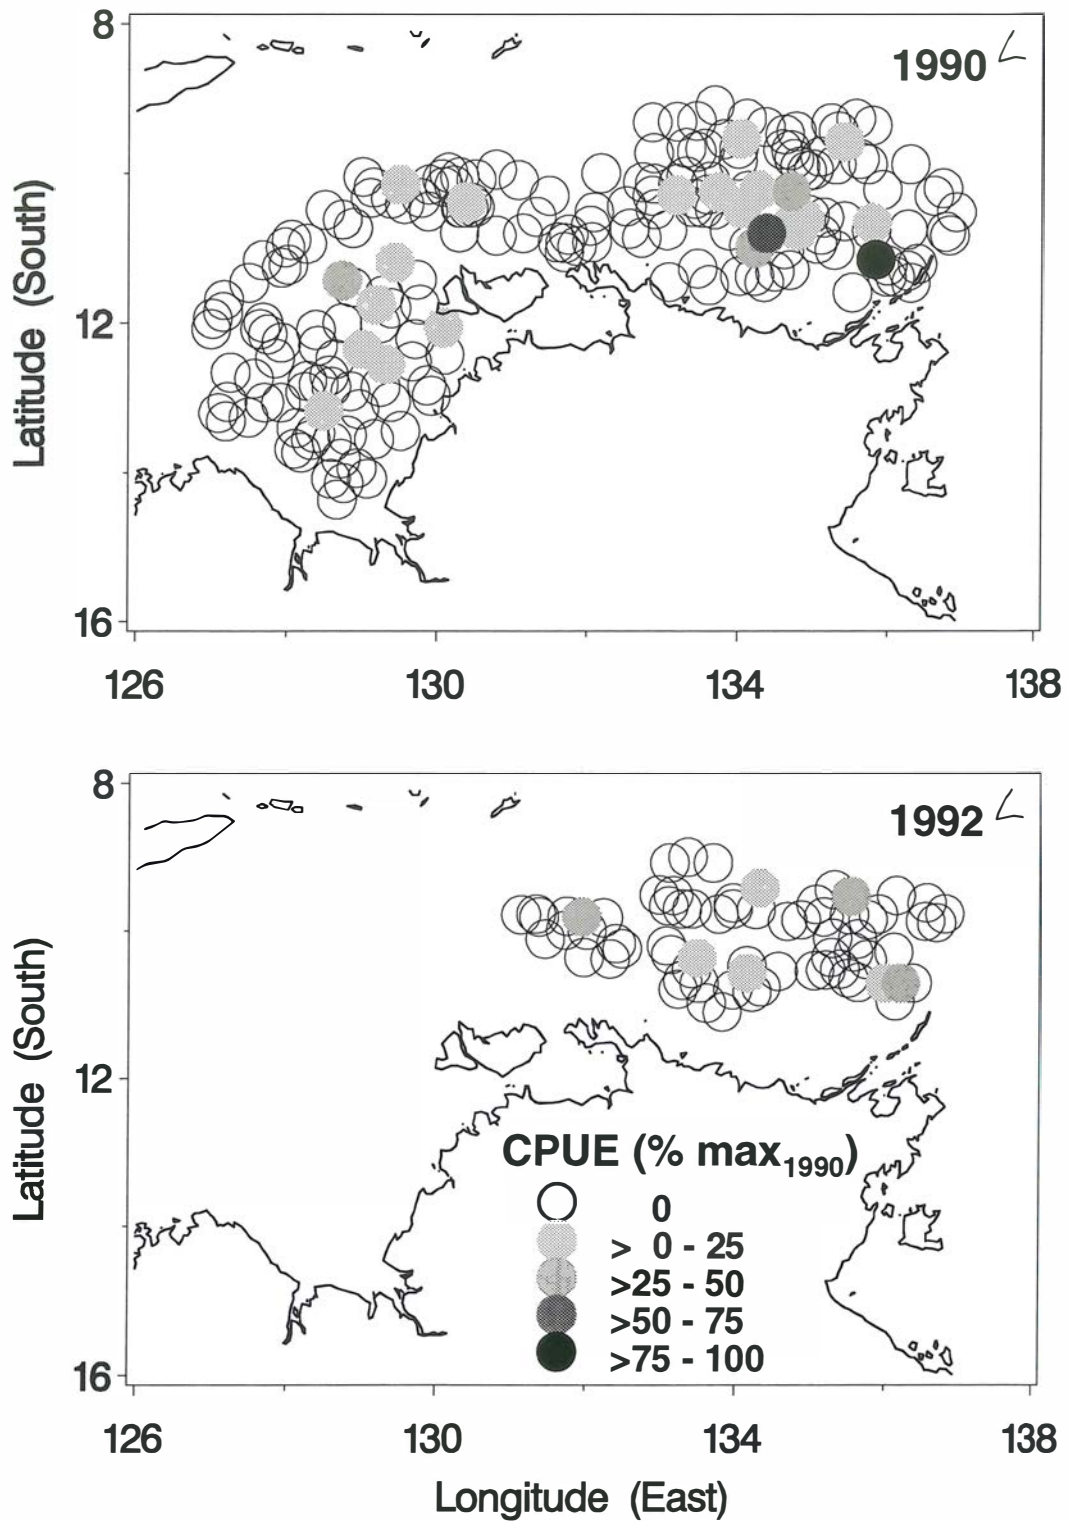 8
1990
Latitude (South)
12
16
126 130 134 138
8
1992
Latitude (South)
12
CPUE (% max1990)
0
> 0 - 25
>25 - 50
>50 - 75
>75 - 100
16
126 130 134 138
Longitude (East)